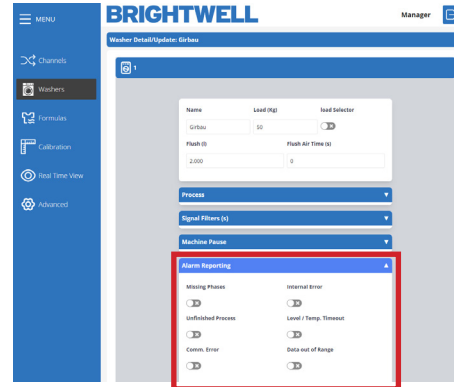 MENU
BRIGHTWELL
Manager
Washer Detail/Update: Girbau
Channels
1
Washers
Name Load (Kg) load Selector
Formulas
Girbau 50
Flush (l) Flush Air Time (s)
Calibration
2.000 0
Real Time View
Process
Advanced
Signal Filters (s)
Machine Pause
Alarm Reporting
Missing Phases Internal Error
Unfinished Process Level / Temp. Timeout
Comm. Error Data out of Range